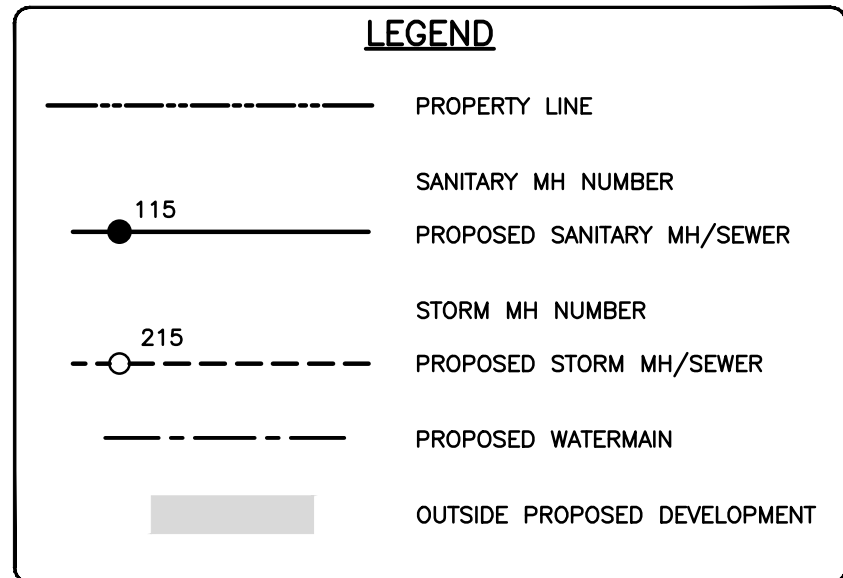 LEGEND
PROPERTY LINE
SANITARY MH NUMBER
115
PROPOSED SANITARY MH/SEWER
STORM MH NUMBER
215
PROPOSED STORM MH/SEWER
PROPOSED WATERMAIN
OUTSIDE PROPOSED DEVELOPMENT